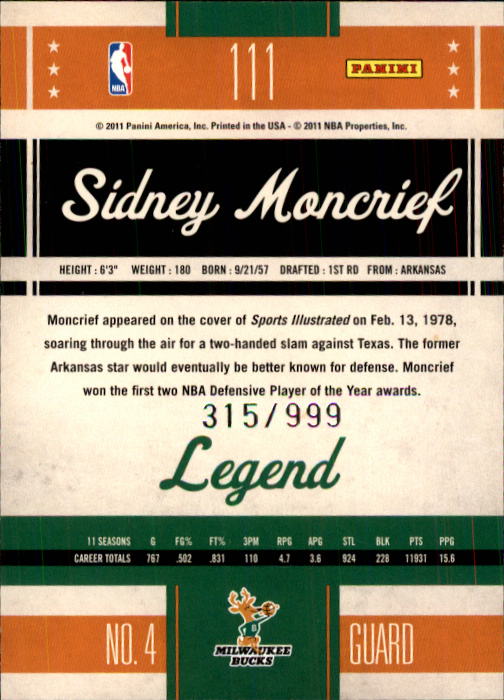 NBA
111
PANINI
© 2011 Panini America, Inc. Printed in the USA - © 2011 NBA Properties, Inc.
Sidney Moncrief
HEIGHT : 6'3" WEIGHT : 180 BORN : 9/21/57 DRAFTED : 1ST RD FROM : ARKANSAS
Moncrief appeared on the cover of Sports Illustrated on Feb. 13, 1978,
soaring through the air for a two-handed slam against Texas. The former
Arkansas star would eventually be better known for defense. Moncrief
won the first two NBA Defensive Player of the Year awards.
315/999
Legend
11 SEASONS G FG% FT% 3PM RPG APG STL BLK PTS PPG
CAREER TOTALS 767 .502 .831 110 4.7 3.6 924 228 11931 15.6
NO. 4
MILWAUKEE
BUCKS
GUARD